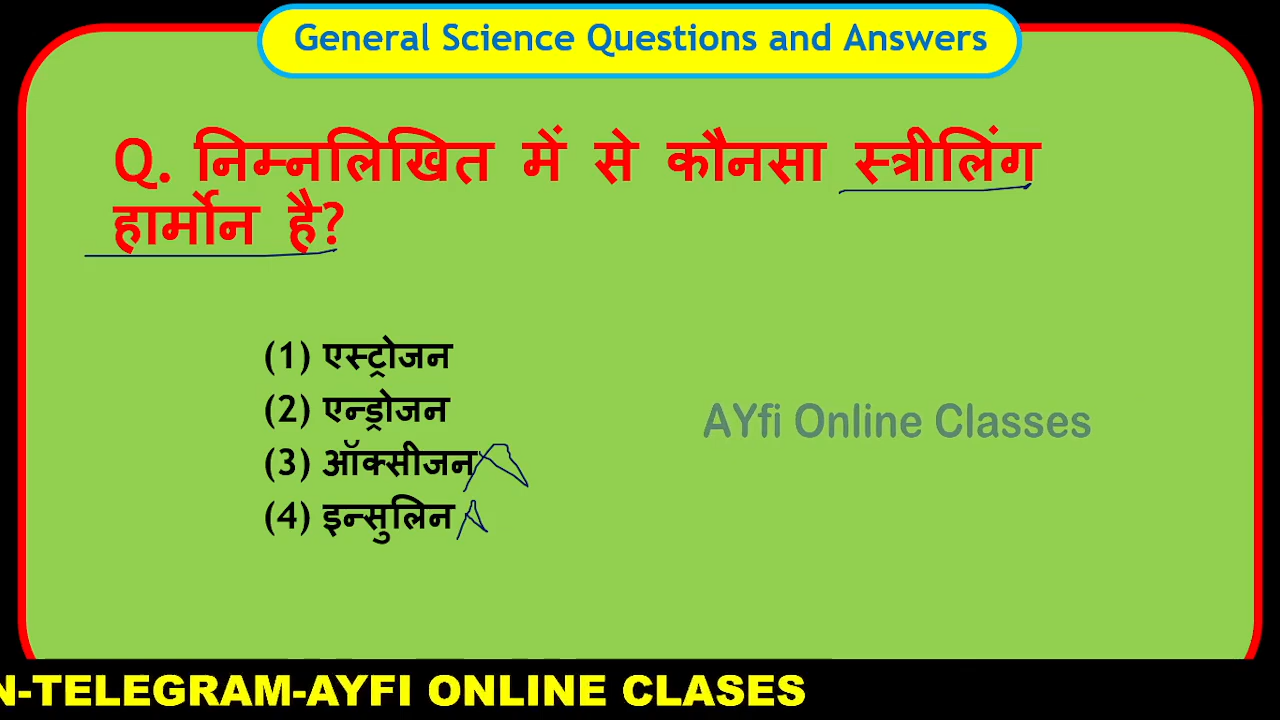 General Science Questions and Answers
Q. निम्नलिखित में से कौनसा स्त्रीलिंग
हार्मोन है?
(1) एस्ट्रोजन
(2) एन्ड्रोजन
(3) ऑक्सीजन
(4) इन्सुलिन
AYfi Online Classes
N-TELEGRAM-AYFI ONLINE CLASES